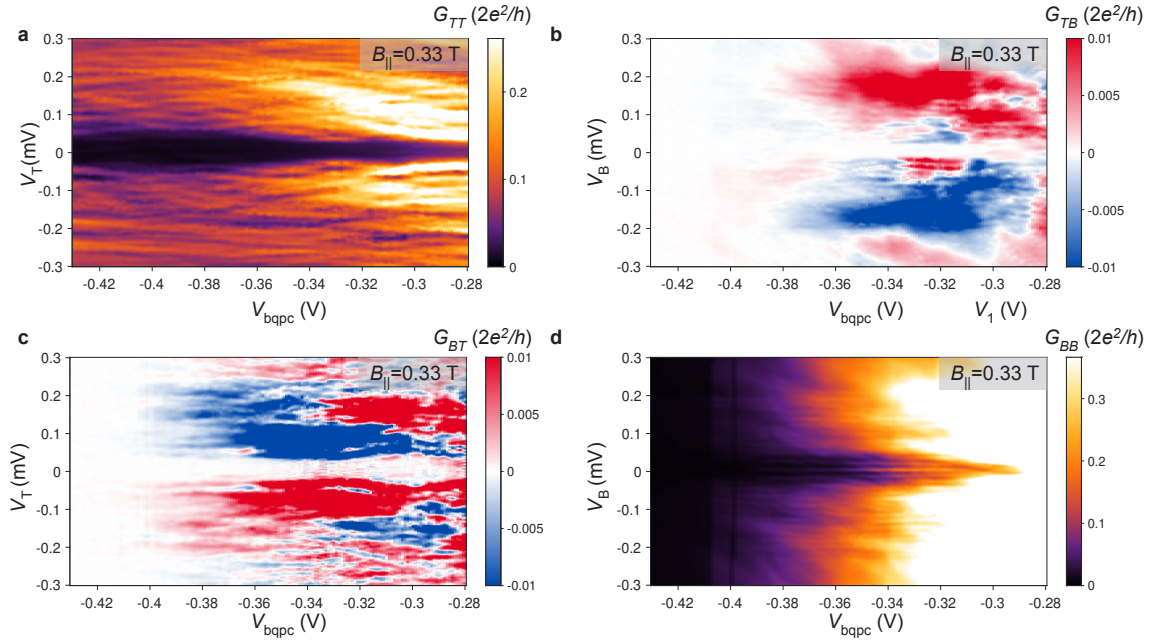 a
G_TT (2e²/h)
B_||=0.33 T
0.3
0.2
0.1
0
-0.1
-0.2
-0.3
V_T(mV)
-0.42 -0.4 -0.38 -0.36 -0.34 -0.32 -0.3 -0.28
V_bqpc (V)
0.2
0.1
0
b
G_TB (2e²/h)
B_||=0.33 T
0.3
0.2
0.1
0
-0.1
-0.2
-0.3
V_B (mV)
-0.42 -0.4 -0.38 -0.36 -0.34 -0.32 -0.3 -0.28
V_bqpc (V) V_1 (V)
0.01
0.005
0
-0.005
-0.01
c
G_BT (2e²/h)
B_||=0.33 T
0.3
0.2
0.1
0
-0.1
-0.2
-0.3
V_T (mV)
-0.42 -0.4 -0.38 -0.36 -0.34 -0.32 -0.3 -0.28
V_bqpc (V)
0.01
0.005
0
-0.005
-0.01
d
G_BB (2e²/h)
B_||=0.33 T
0.3
0.2
0.1
0
-0.1
-0.2
-0.3
V_B (mV)
-0.42 -0.4 -0.38 -0.36 -0.34 -0.32 -0.3 -0.28
V_bqpc (V)
0.3
0.2
0.1
0